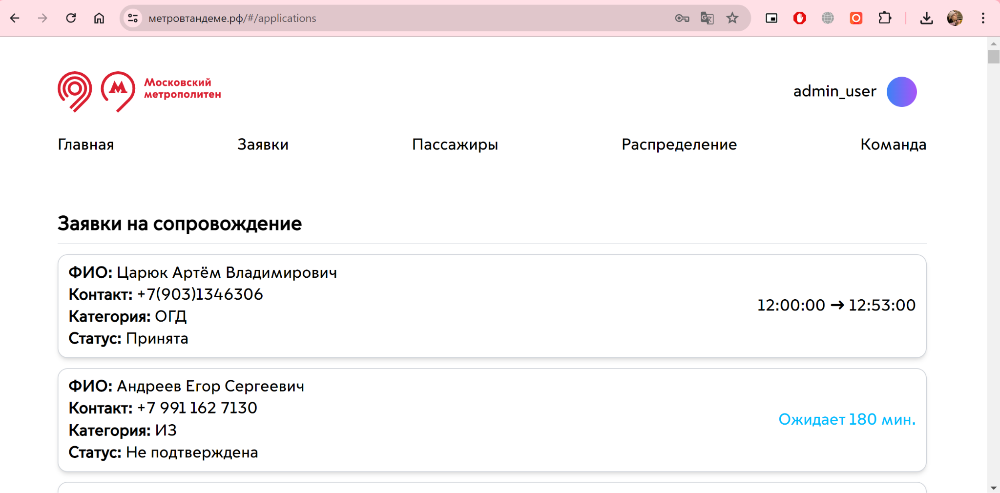 метровтандеме.рф/#/applications
Московский
метрополитен
admin_user
Главная Заявки Пассажиры Распределение Команда
Заявки на сопровождение
ФИО: Царюк Артём Владимирович
Контакт: +7(903)1346306
Категория: ОГД
Статус: Принята
12:00:00 → 12:53:00
ФИО: Андреев Егор Сергеевич
Контакт: +7 991 162 7130
Категория: ИЗ
Статус: Не подтверждена
Ожидает 180 мин.